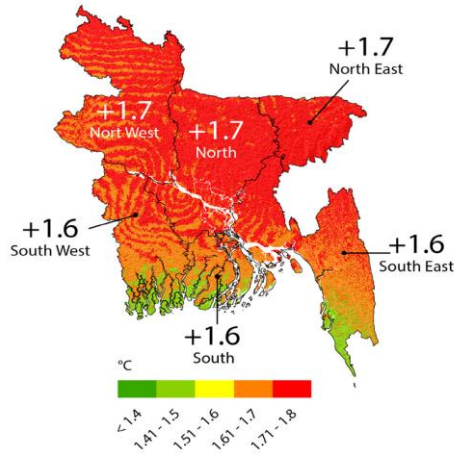 +1.7
North East
+1.7
Nort West
+1.7
North
+1.6
South West
+1.6
South East
+1.6
South
°C
< 1.4
1.41 - 1.5
1.51 - 1.6
1.61 - 1.7
1.71 - 1.8